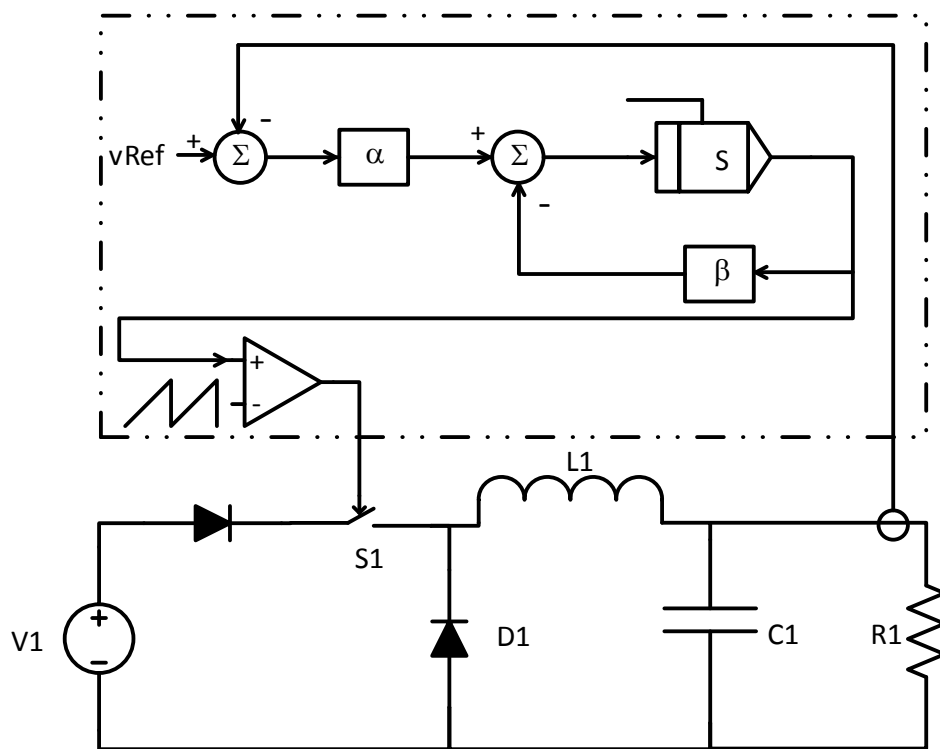 -
+
vRef
Σ
α
+
Σ
-
S
β
+
-
L1
S1
V1
+
−
D1
C1
R1